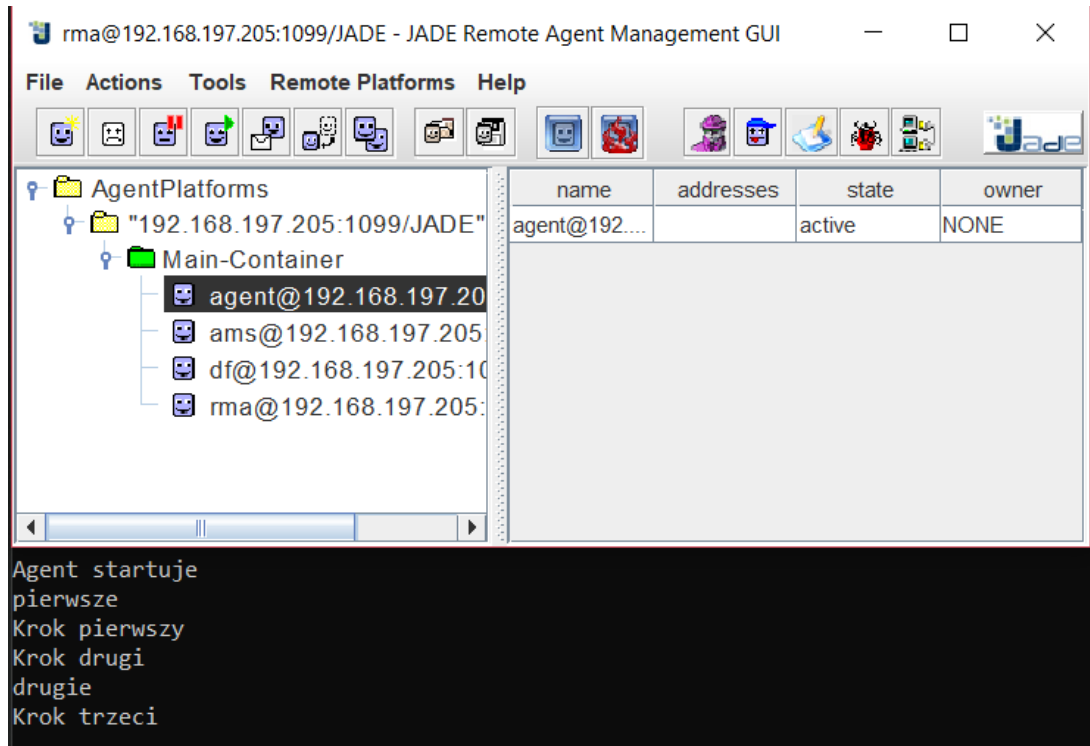 rma@192.168.197.205:1099/JADE - JADE Remote Agent Management GUI
File Actions Tools Remote Platforms Help
Jade
AgentPlatforms
"192.168.197.205:1099/JADE"
Main-Container
agent@192.168.197.20
ams@192.168.197.205:
df@192.168.197.205:10
rma@192.168.197.205:
name addresses state owner
agent@192.... active NONE
Agent startuje
pierwsze
Krok pierwszy
Krok drugi
drugie
Krok trzeci